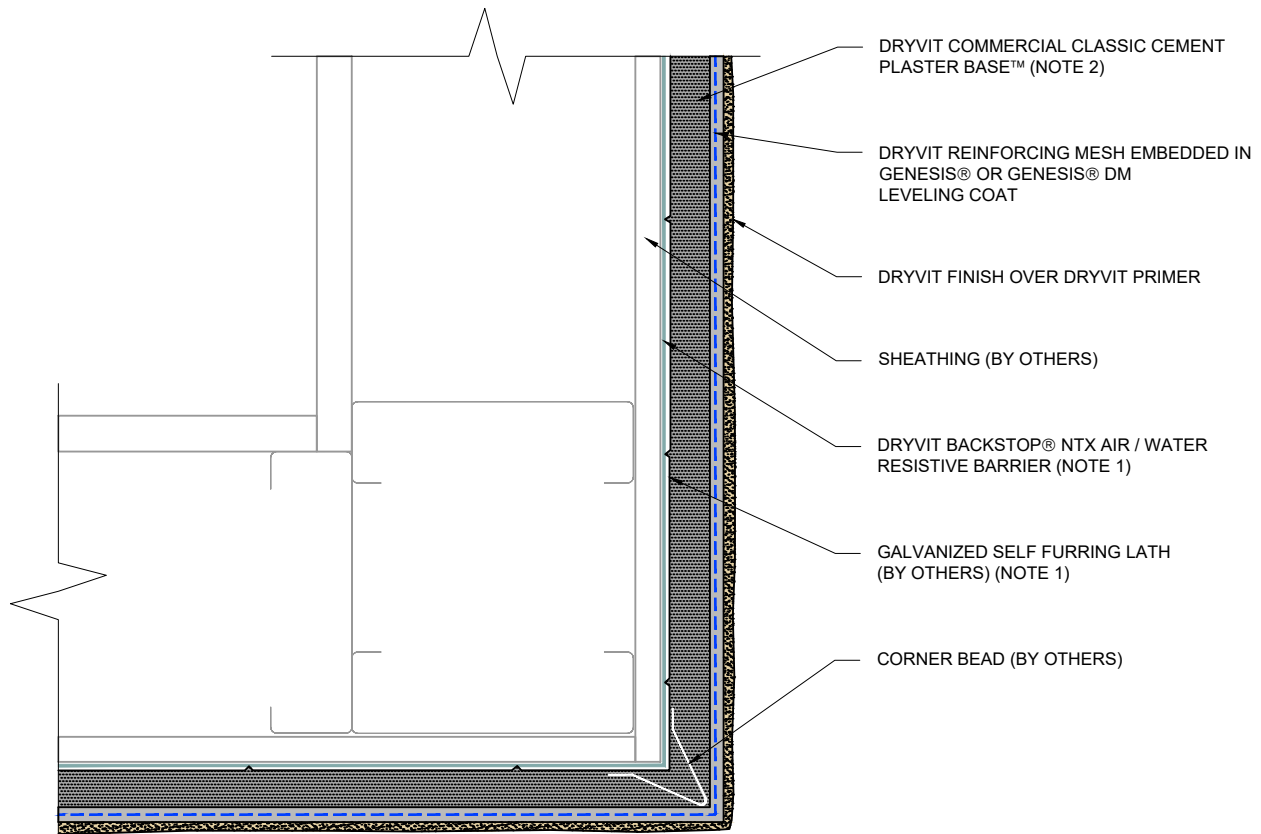 DRYVIT COMMERCIAL CLASSIC CEMENT
PLASTER BASE™ (NOTE 2)
DRYVIT REINFORCING MESH EMBEDDED IN
GENESIS® OR GENESIS® DM
LEVELING COAT
DRYVIT FINISH OVER DRYVIT PRIMER
SHEATHING (BY OTHERS)
DRYVIT BACKSTOP® NTX AIR / WATER
RESISTIVE BARRIER (NOTE 1)
GALVANIZED SELF FURRING LATH
(BY OTHERS) (NOTE 1)
CORNER BEAD (BY OTHERS)